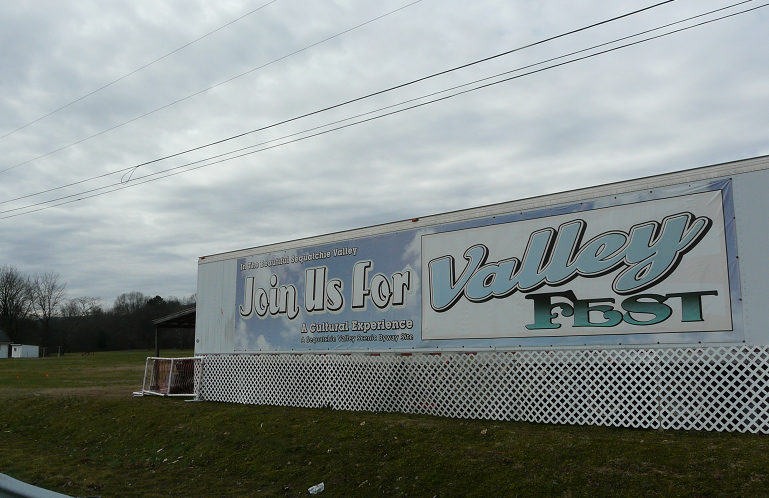 In The Beautiful Sequatchie Valley
Join Us For
A Cultural Experience
A Sequatchie Valley Scenic Byway Site
Valley
FEST